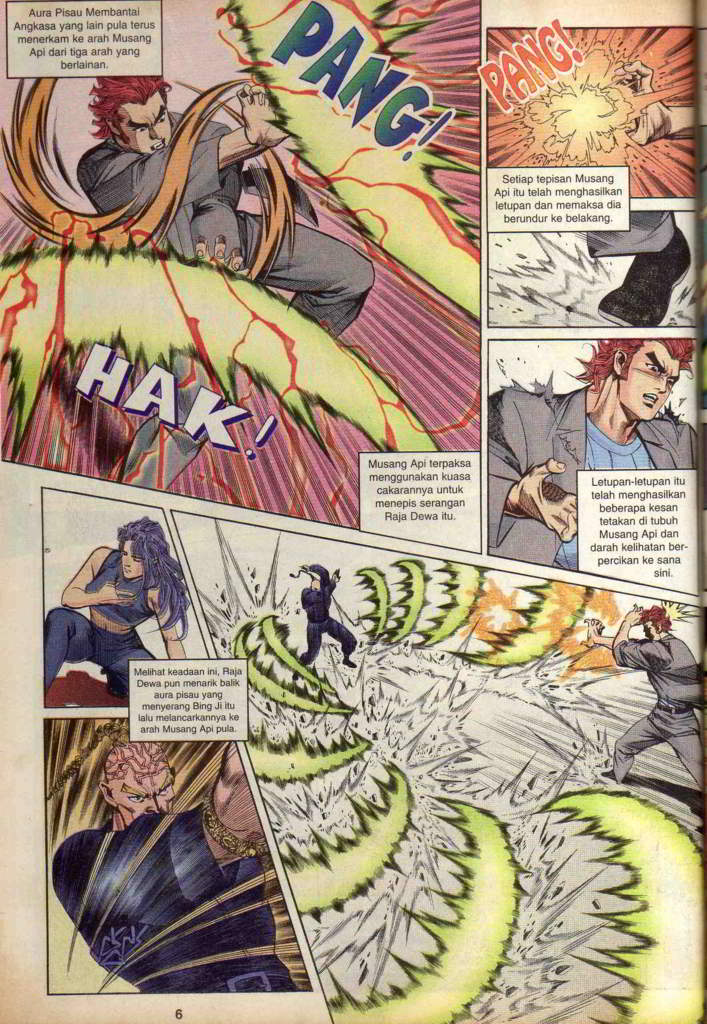 Aura Pisau Membantai
Angkasa yang lain pula terus
menerkam ke arah Musang
Api dari tiga arah yang
berlainan.
PANG!
HAK!
Musang Api terpaksa
menggunakan kuasa
cakarannya untuk
menepis serangan
Raja Dewa itu.
PANG!
Setiap tepisan Musang
Api itu telah menghasilkan
letupan dan memaksa dia
berundur ke belakang.
Letupan-letupan itu
telah menghasilkan
beberapa kesan
tetakan di tubuh
Musang Api dan
darah kelihatan ber-
percikan ke sana
sini.
Melihat keadaan ini, Raja
Dewa pun menarik balik
aura pisau yang
menyerang Bing Ji itu
lalu melancarkannya ke
arah Musang Api pula.
6